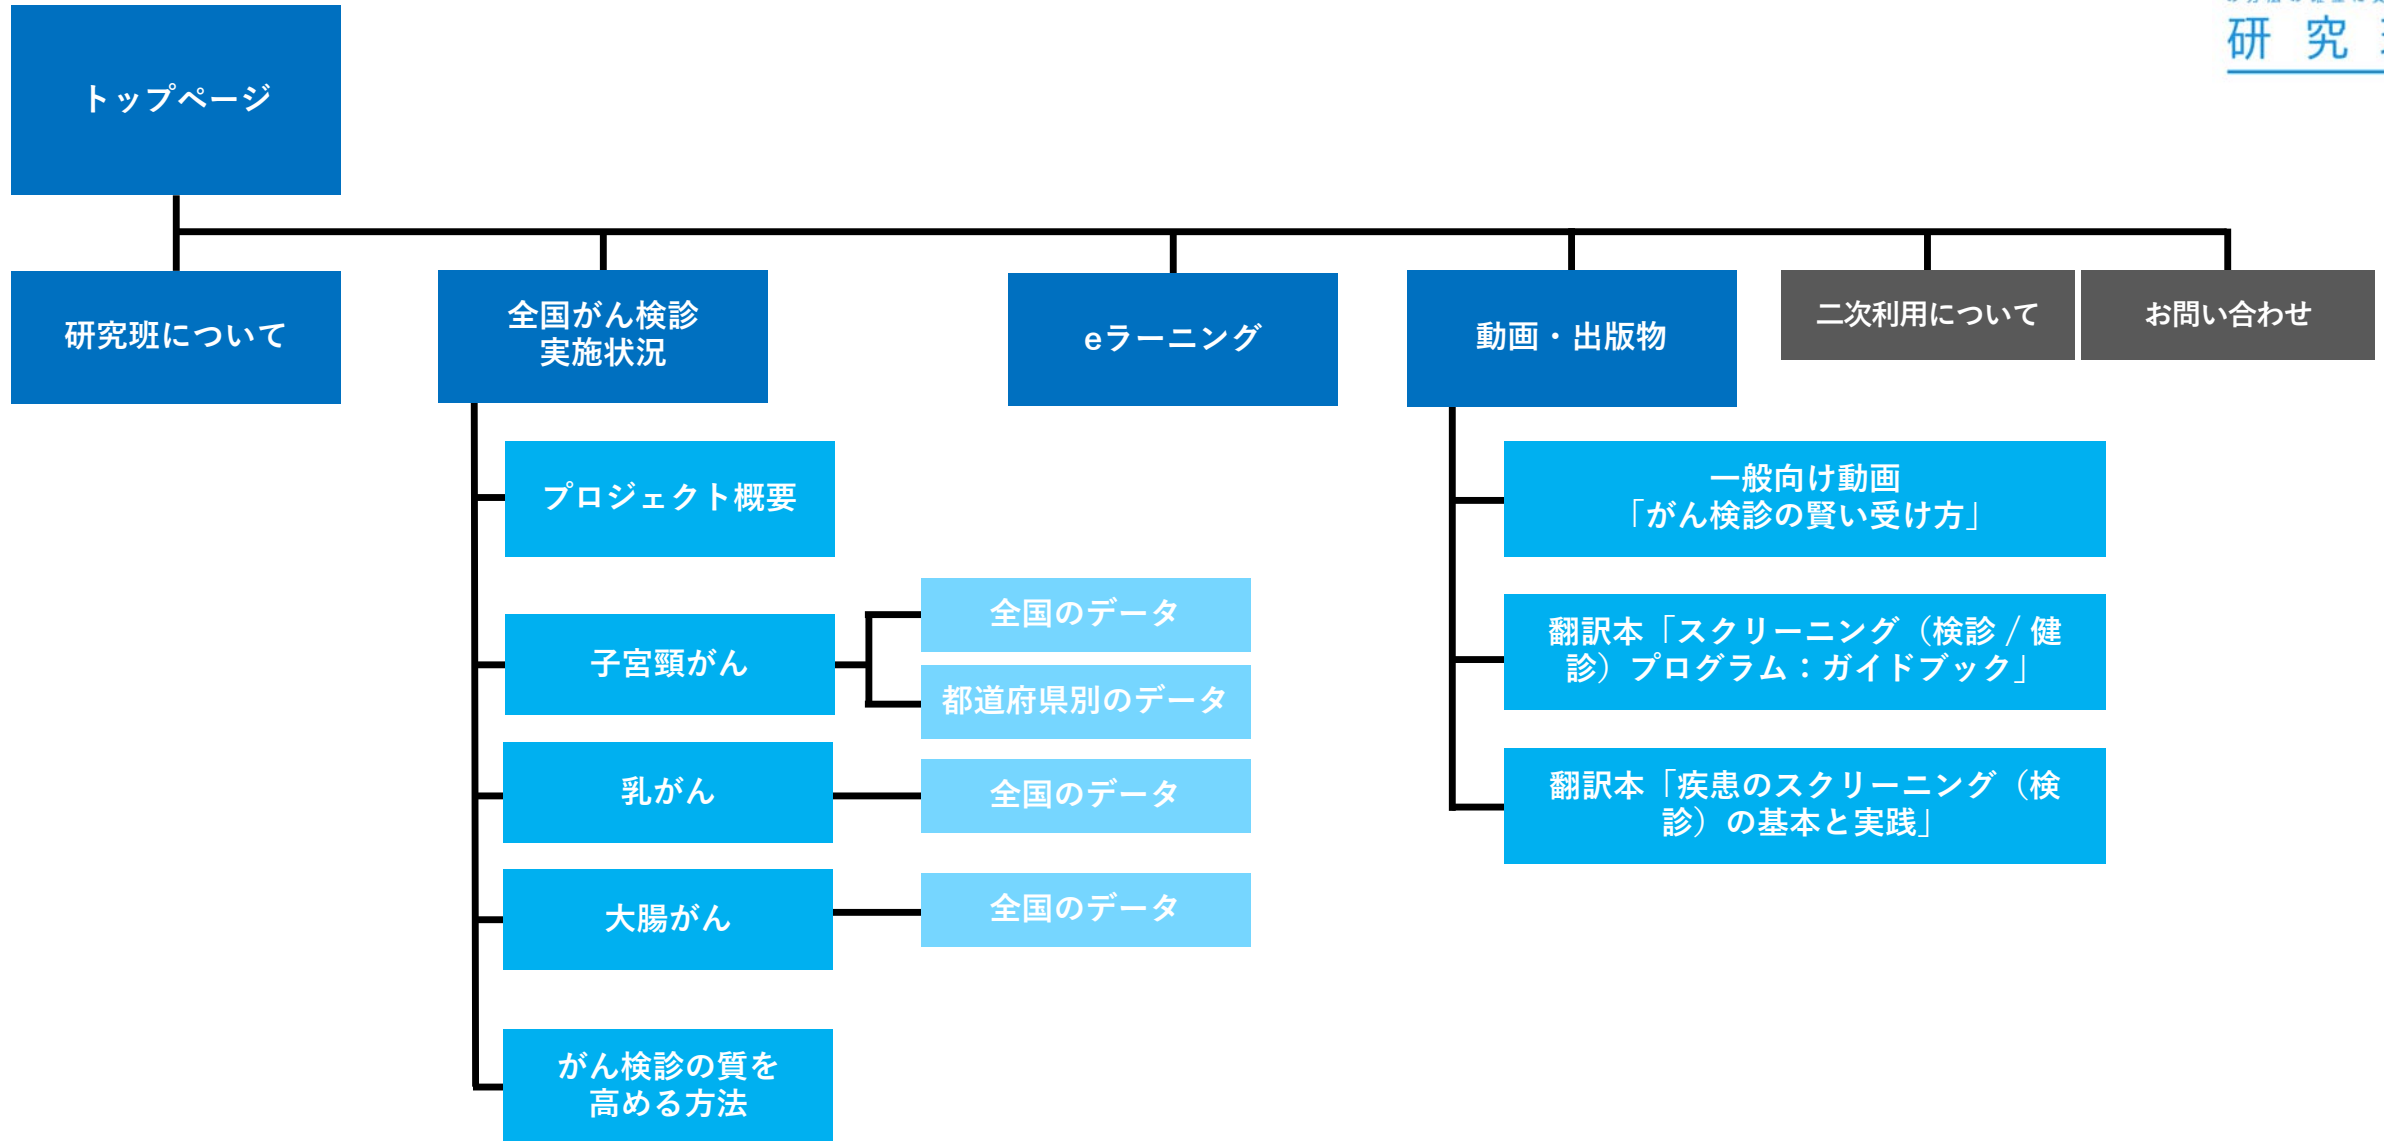 研究
トップページ
研究班について
全国がん検診
実施状況
eラーニング
動画・出版物
二次利用について
お問い合わせ
プロジェクト概要
子宮頸がん
全国のデータ
都道府県別のデータ
乳がん
全国のデータ
大腸がん
全国のデータ
がん検診の質を
高める方法
一般向け動画
「がん検診の賢い受け方」
翻訳本「スクリーニング（検診 / 健
診）プログラム：ガイドブック」
翻訳本「疾患のスクリーニング（検
診）の基本と実践」